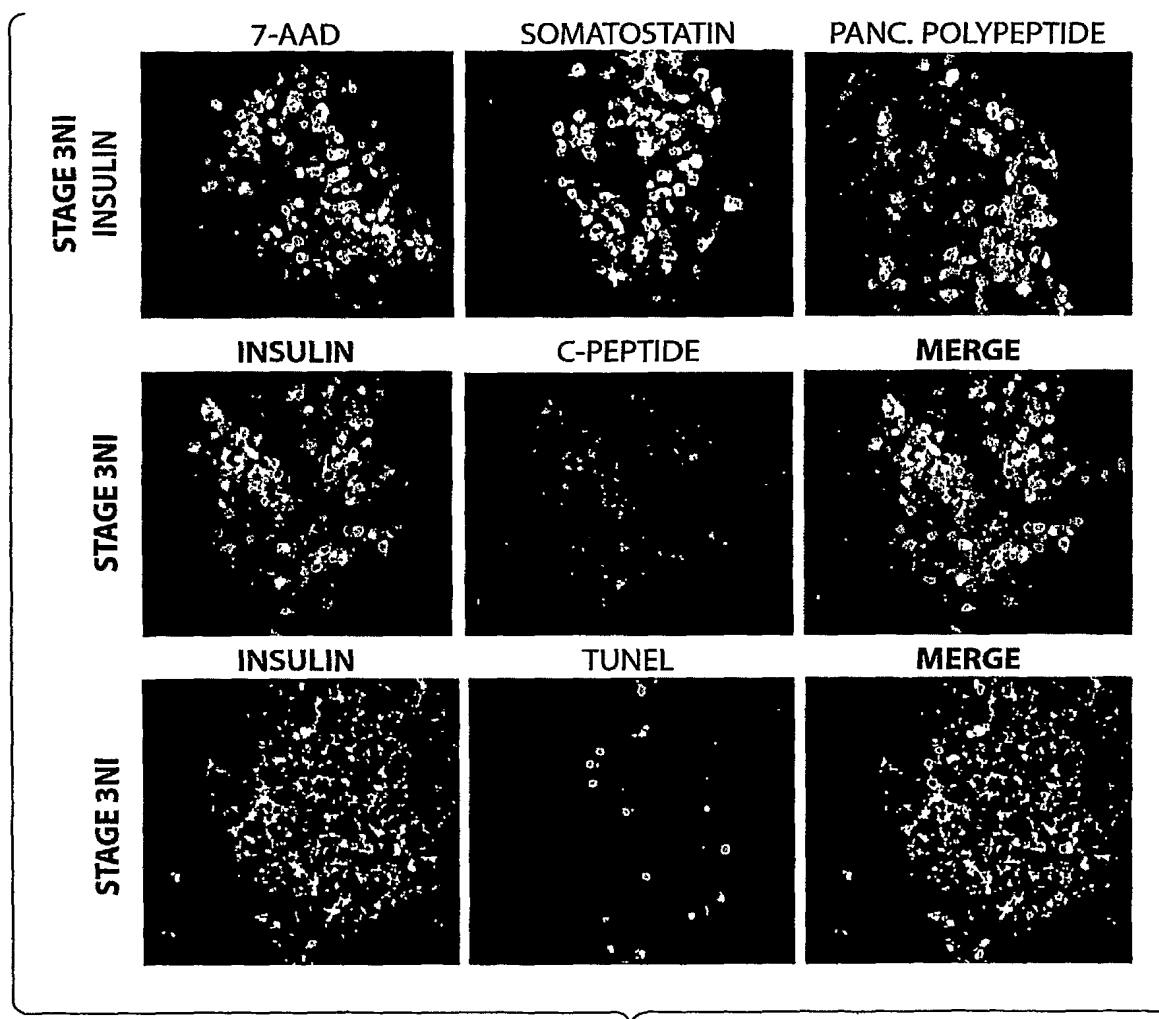 7-AAD SOMATOSTATIN PANC. POLYPEPTIDE
STAGE 3NI
INSULIN
INSULIN C-PEPTIDE MERGE
STAGE 3NI
INSULIN TUNEL MERGE
STAGE 3NI